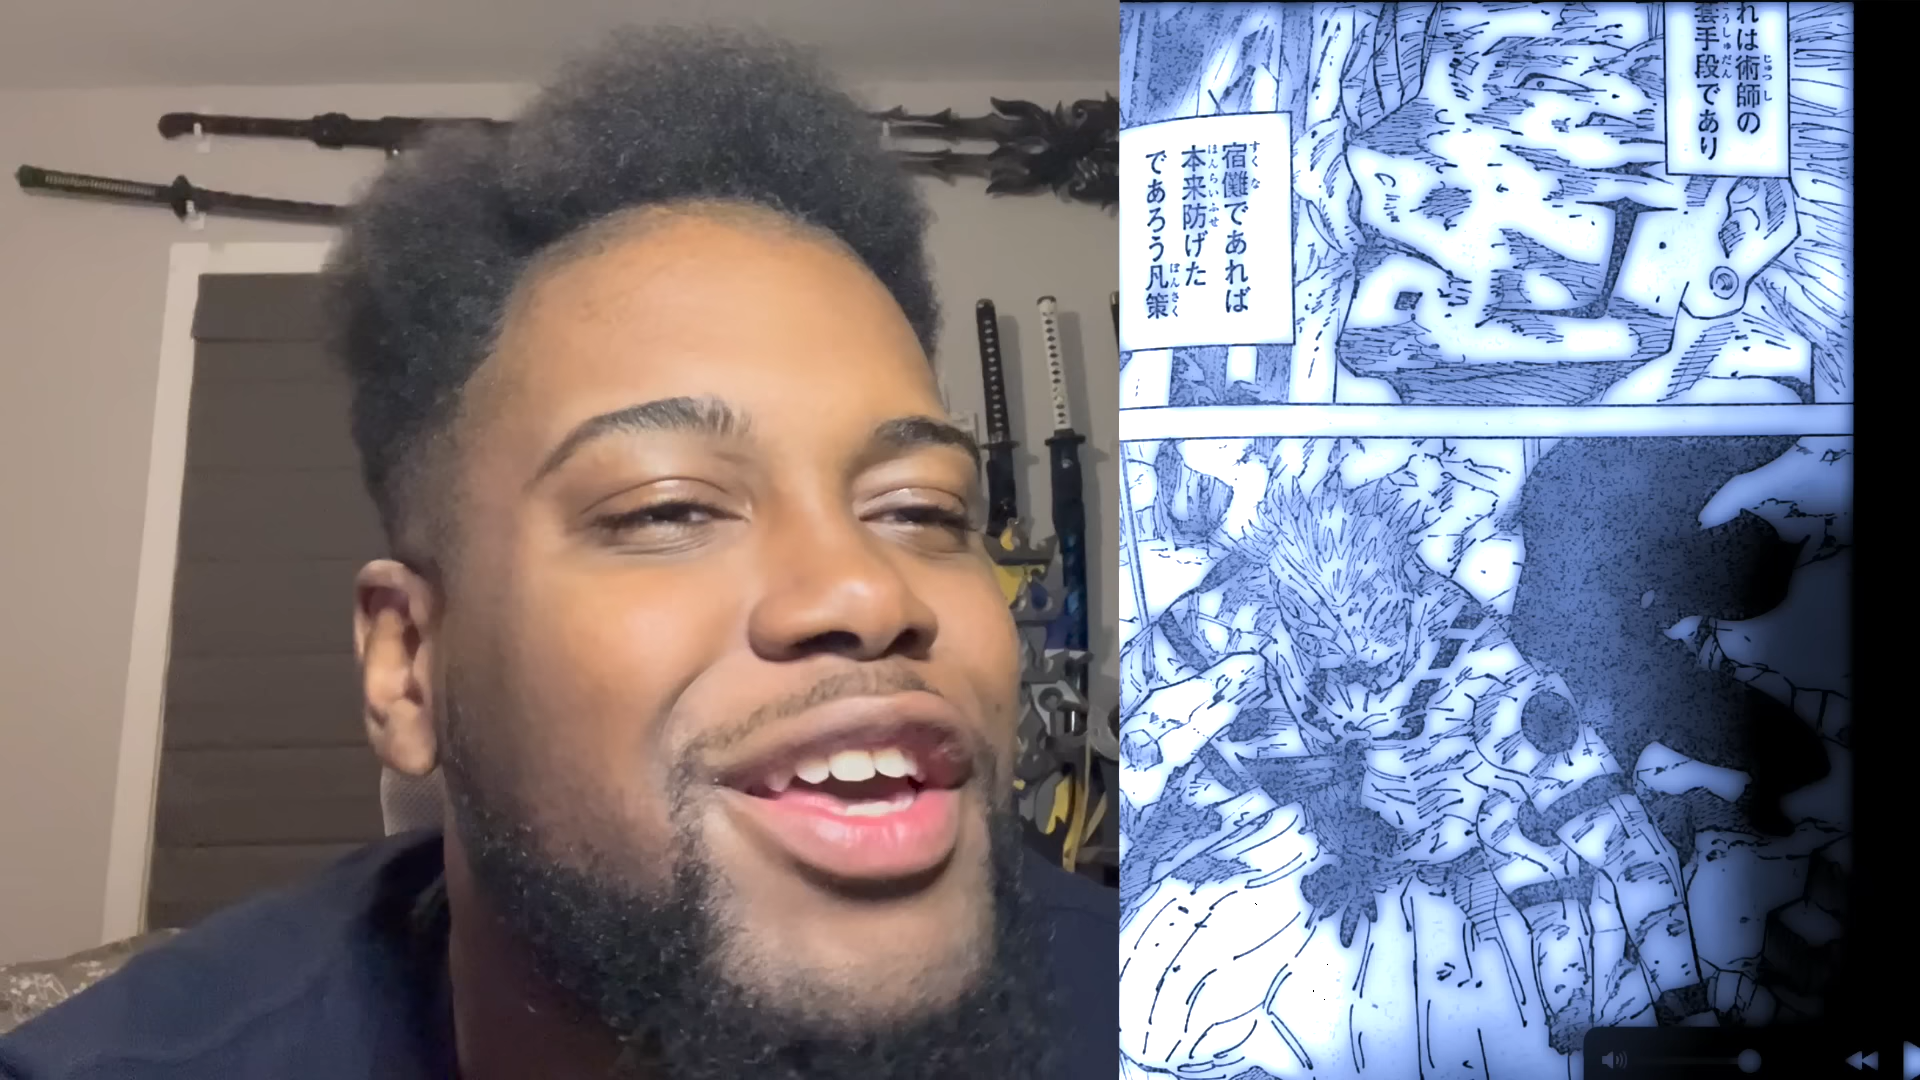 れは術師の
套手段であり
宿儺であれば
本来防げた
であろう凡策